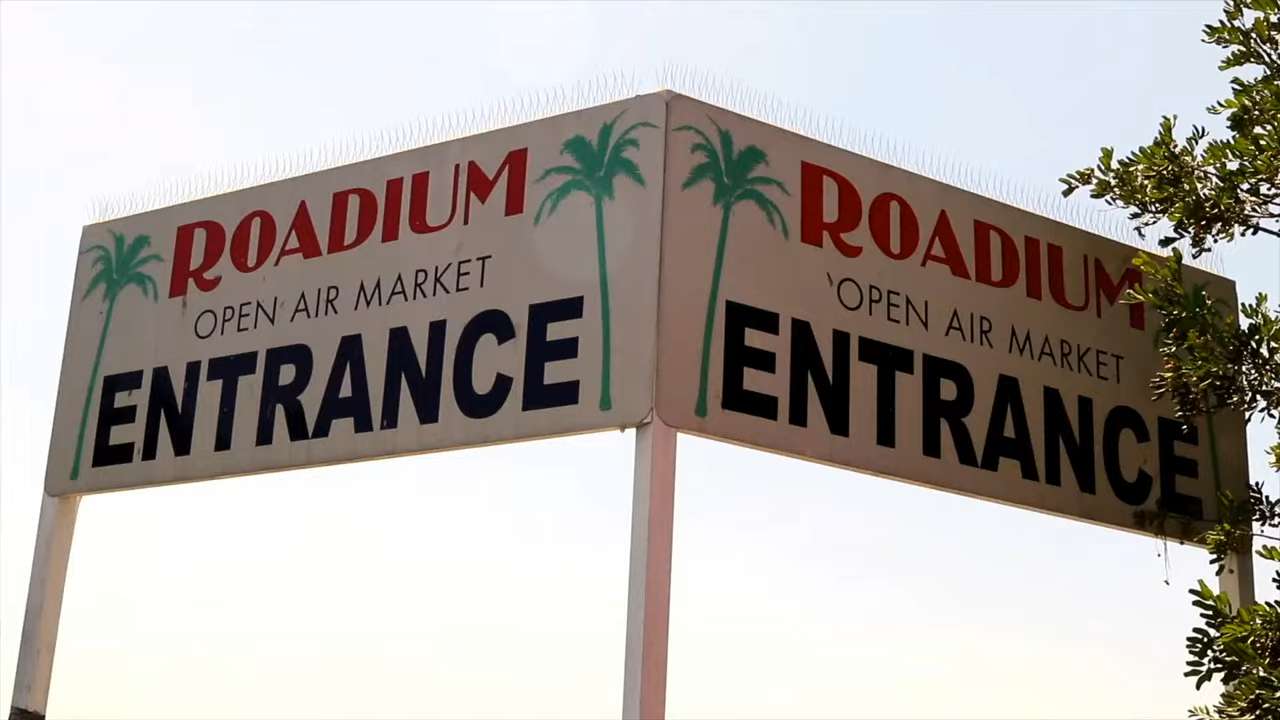 ROADIUM
OPEN AIR MARKET
ENTRANCE
ROADIUM
OPEN AIR MARKET
ENTRANCE